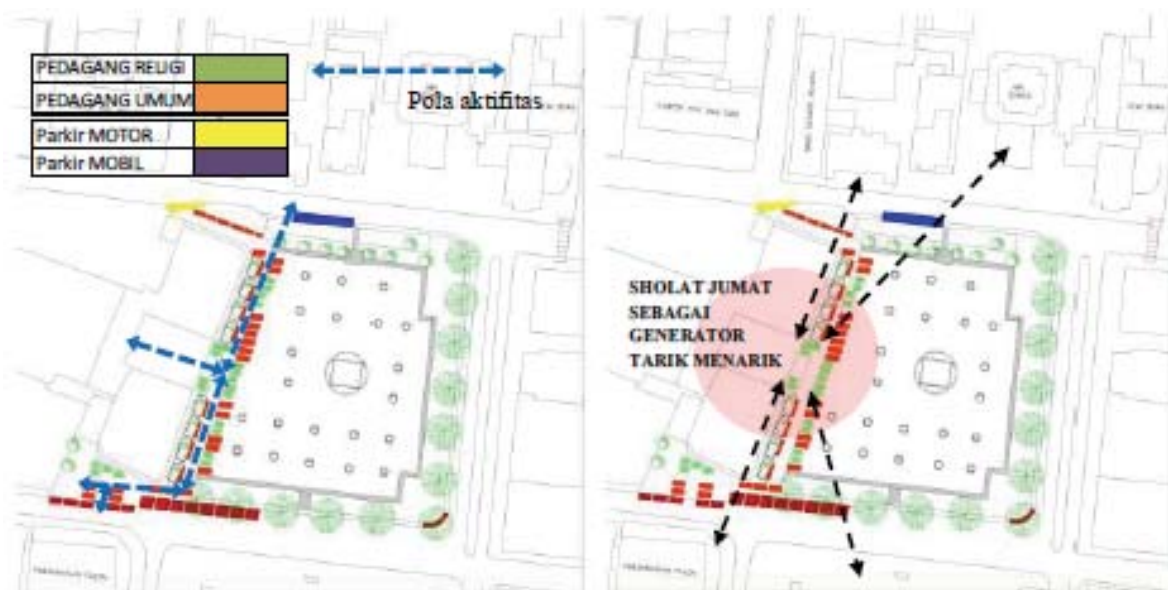 PEDAGANG RELIGI
PEDAGANG UMUM
Parkir MOTOR
Parkir MOBIL
Pola aktifitas
SHOLAT JUMAT
SEBAGAI
GENERATOR
TARIK MENARIK